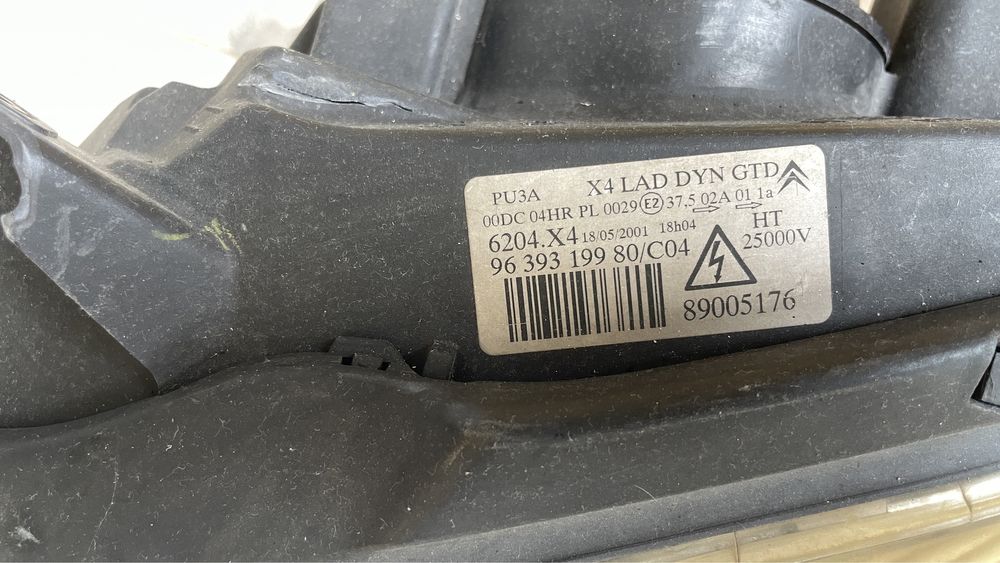 PU3A X4 LAD DYN GTD
00DC 04HR PL 0029 E2 37.5 02A 01 1a
6204.X4 18/05/2001 18h04 HT
96 393 199 80/C04 25000V
89005176